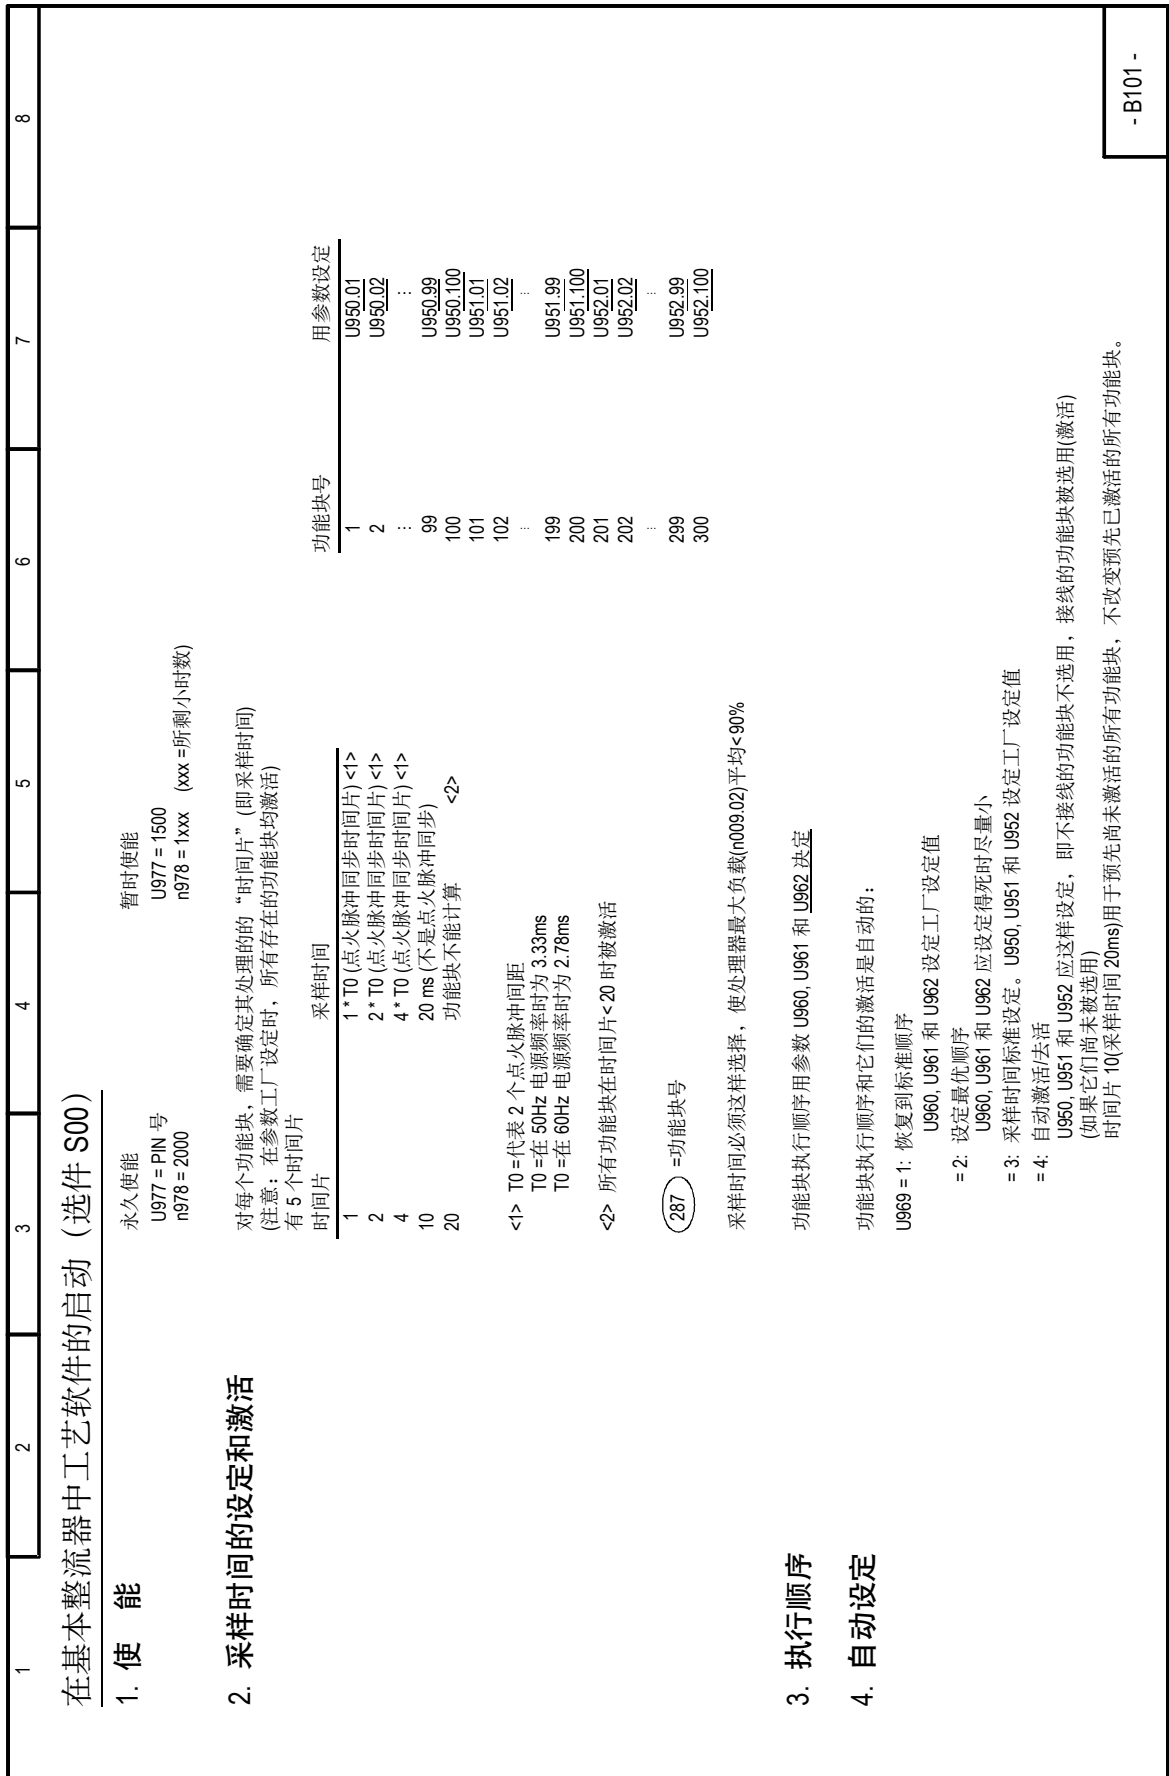 1 2 3 4 5 6 7 8
在基本整流器中工艺软件的启动（选件 S00）
1. 使 能
永久使能 暂时使能
U977 = PIN 号 U977 = 1500
n978 = 2000 n978 = 1xxx (xxx =所剩小时数)
2. 采样时间的设定和激活
对每个功能块，需要确定其处理的的“时间片”(即采样时间)
(注意：在参数工厂设定时，所有存在的功能块均激活)
有 5 个时间片
时间片 采样时间 功能块号 用参数设定
1 1 * T0 (点火脉冲同步时间片) <1> 1 U950.01
2 2 * T0 (点火脉冲同步时间片) <1> 2 U950.02
4 4 * T0 (点火脉冲同步时间片) <1> ... ...
10 20 ms (不是点火脉冲同步) 99 U950.99
20 功能块不能计算 <2> 100 U950.100
101 U951.01
102 U951.02
... ...
199 U951.99
200 U951.100
201 U952.01
202 U952.02
... ...
299 U952.99
300 U952.100
<1> T0 =代表 2 个点火脉冲间距
T0 =在 50Hz 电源频率时为 3.33ms
T0 =在 60Hz 电源频率时为 2.78ms
<2> 所有功能块在时间片< 20 时被激活
287 =功能块号
采样时间必须这样选择，使处理器最大负载(n009.02)平均< 90%
3. 执行顺序
功能块执行顺序用参数 U960, U961 和 U962 决定
4. 自动设定
功能块执行顺序和它们的激活是自动的：
U969 = 1: 恢复到标准顺序
U960, U961 和 U962 设定工厂设定值
= 2: 设定最优顺序
U960, U961 和 U962 应设定得死时尽量小
= 3: 采样时间标准设定。U950, U951 和 U952 设定工厂设定值
= 4: 自动激活/去活
U950, U951 和 U952 应这样设定，即不接线的功能块不选用，接线的功能块被选用(激活)
(如果它们尚未被选用)
时间片 10(采样时间 20ms)用于预先尚未激活的所有功能块，不改变预先已激活的所有功能块。
- B101 -